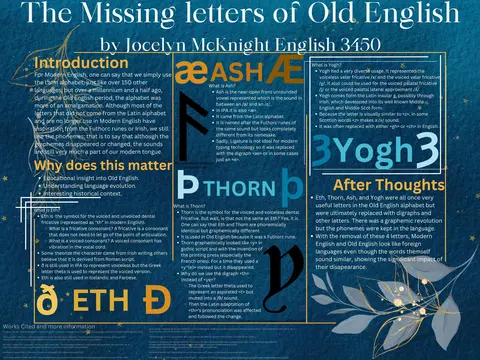 The Missing letters of Old English
by Jocelyn McKnight English 3450
Introduction
For Modern English, one can say that we simply use
the Latin alphabet just like over 150 other
languages, but over a millennium and a half ago,
during the Old English period, the alphabet was
more of an amalgamation. Although most of the
letters that did not come from the Latin alphabet
and are no longer use in Modern English have
inspiration from the Futhorc runes or Irish, we still
use the phonemes; that is to say that although the
graphemes disappeared or changed, the sounds
are still very much a part of our modern tongue.
Why does this matter
Educational insight into Old English.
Understanding language evolution.
Interesting historical context.
What is Eth?
Eth is the symbol for the voiced and unvoiced dental
fricative (represented as "th" in modern English).
What is a fricative consonant? A fricative is a consonant
that does not need to let go of the point of articulation.
What is a voiced consonant? A voiced consonant has
vibration in the vocal cord.
Some theorize the character came from Irish writing others
believe that it is derived from Roman script.
ð is still used in IPA to represent voicedness but the Greek
letter theta is used to represent the voiced version.
Eth is also still used in Icelandic and Faroese.
ð ETH Ð
æ ASH Æ
What is Ash?
Ash is the near open front unrounded
vowel represented which is the sound in
between an /a/ and an /ɛ/.
In IPA it is also <æ>.
It came from the Latin alphabet.
It is named after the Futhorc runes of
the same sound but looks completely
different from its namesake.
Sadly, Ligature is not ideal for modern
typing technology so it was replaced
with the digraph <ae> or in some cases
just an <e>.
ᚫ
þ THORN þ
What is Thorn?
Thorn is the symbol for the voiced and voiceless dental
fricative. But wait, is that not the same as Eth? Yes, it is.
One can say that Eth and Thorn are phonemically
identical but graphemically different.
It is used in Old English because it was a Futhorc rune.
Thorn graphemically looked like <y> in
gothic script and with the invention of
the printing press (especially the
French ones). For a time they used a
<y>"ye" instead but it disappeared.
Why do we use the digraph <th>
instead of <y>?
The Greek letter theta used to
represent an aspirated <t> but
muted into a /θ/ sound.
Then the Latin adaptation of
<th>'s pronunciation was affected
and followed the change.
What is Yogh?
Yogh had a very diverse usage. It represented the
voiceless velar fricative /x/ and the voiced velar fricative
/ɣ/. It could also be used for the voiced palatal fricative
/ʝ/ or the voiced palatal lateral approximant /ʎ/.
Yogh comes from the Latin insular g, possibly through
Irish, which developed into its well known Middle
English and Middle Scot form.
Because the letter is visually similar to <z>, in some
Scottish words <z> makes a /j/ sound.
It was often replaced with either <gh> or <h> in English.
3Yogh3
After Thoughts
Eth, Thorn, Ash, and Yogh were all once very
useful letters in the Old English alphabet but
were ultimately replaced with digraphs and
other letters. There was a graphemic revolution
but the phonemes were kept in the language.
With the removal of these 4 letters, Modern
English and Old English look like foreign
languages even though the words themself
sound similar, showing the significant impact of
their disappearance.
Works Cited and more information